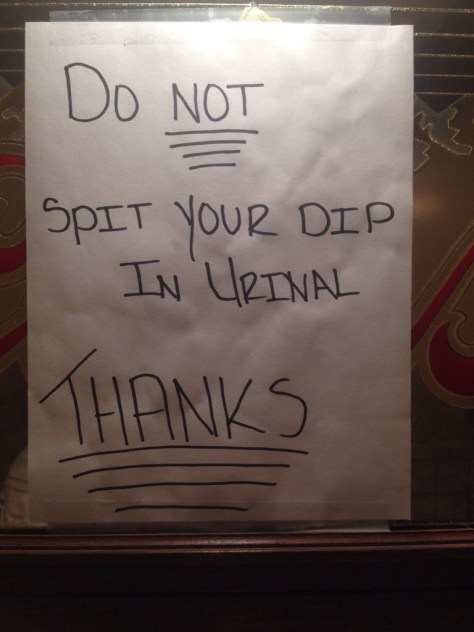 DO NOT
SPIT YOUR DIP
IN URINAL
THANKS